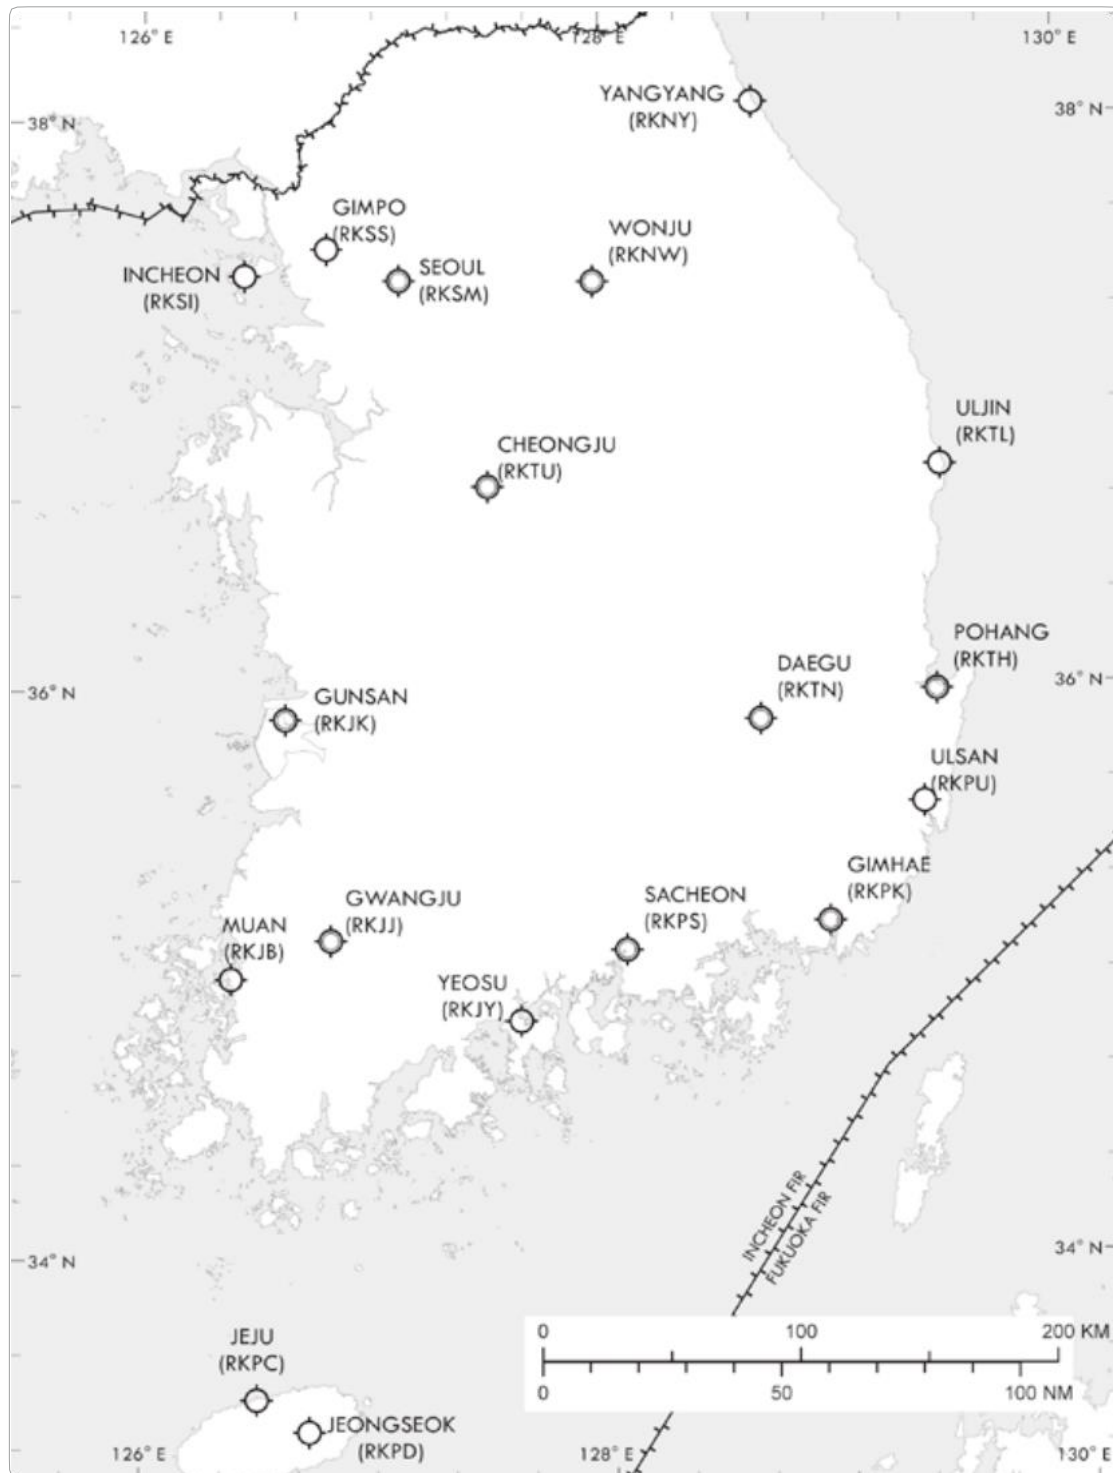 126° E
128° E
130° E
YANGYANG
(RKNY)
38° N
38° N
GIMPO
(RKSS)
WONJU
(RKNW)
INCHEON
(RKSI)
SEOUL
(RKSM)
ULJIN
(RKTL)
CHEONGJU
(RKTU)
POHANG
(RKTH)
DAEGU
(RKTN)
36° N
36° N
GUNSAN
(RKJK)
ULSAN
(RKPU)
GIMHAE
(RKPK)
SACHEON
(RKPS)
GWANGJU
(RKJJ)
MUAN
(RKJB)
YEOSU
(RKJY)
INCHEON FIR
FUKUOKA FIR
34° N
34° N
0 100 200 KM
0 50 100 NM
JEJU
(RKPC)
JEONGSEOK
(RKPD)
126° E
128° E
130° E